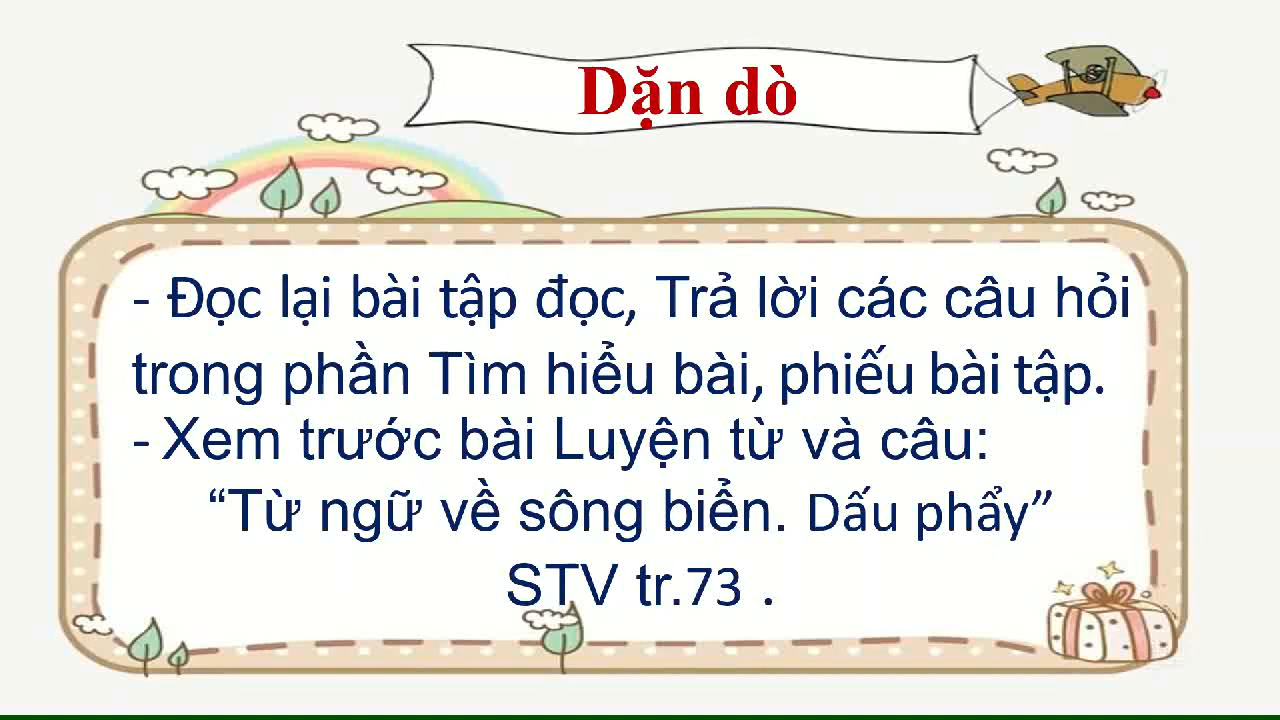 Dặn dò
- Đọc lại bài tập đọc, Trả lời các câu hỏi
trong phần Tìm hiểu bài, phiếu bài tập.
- Xem trước bài Luyện từ và câu:
“Từ ngữ về sông biển. Dấu phẩy”
STV tr.73 .